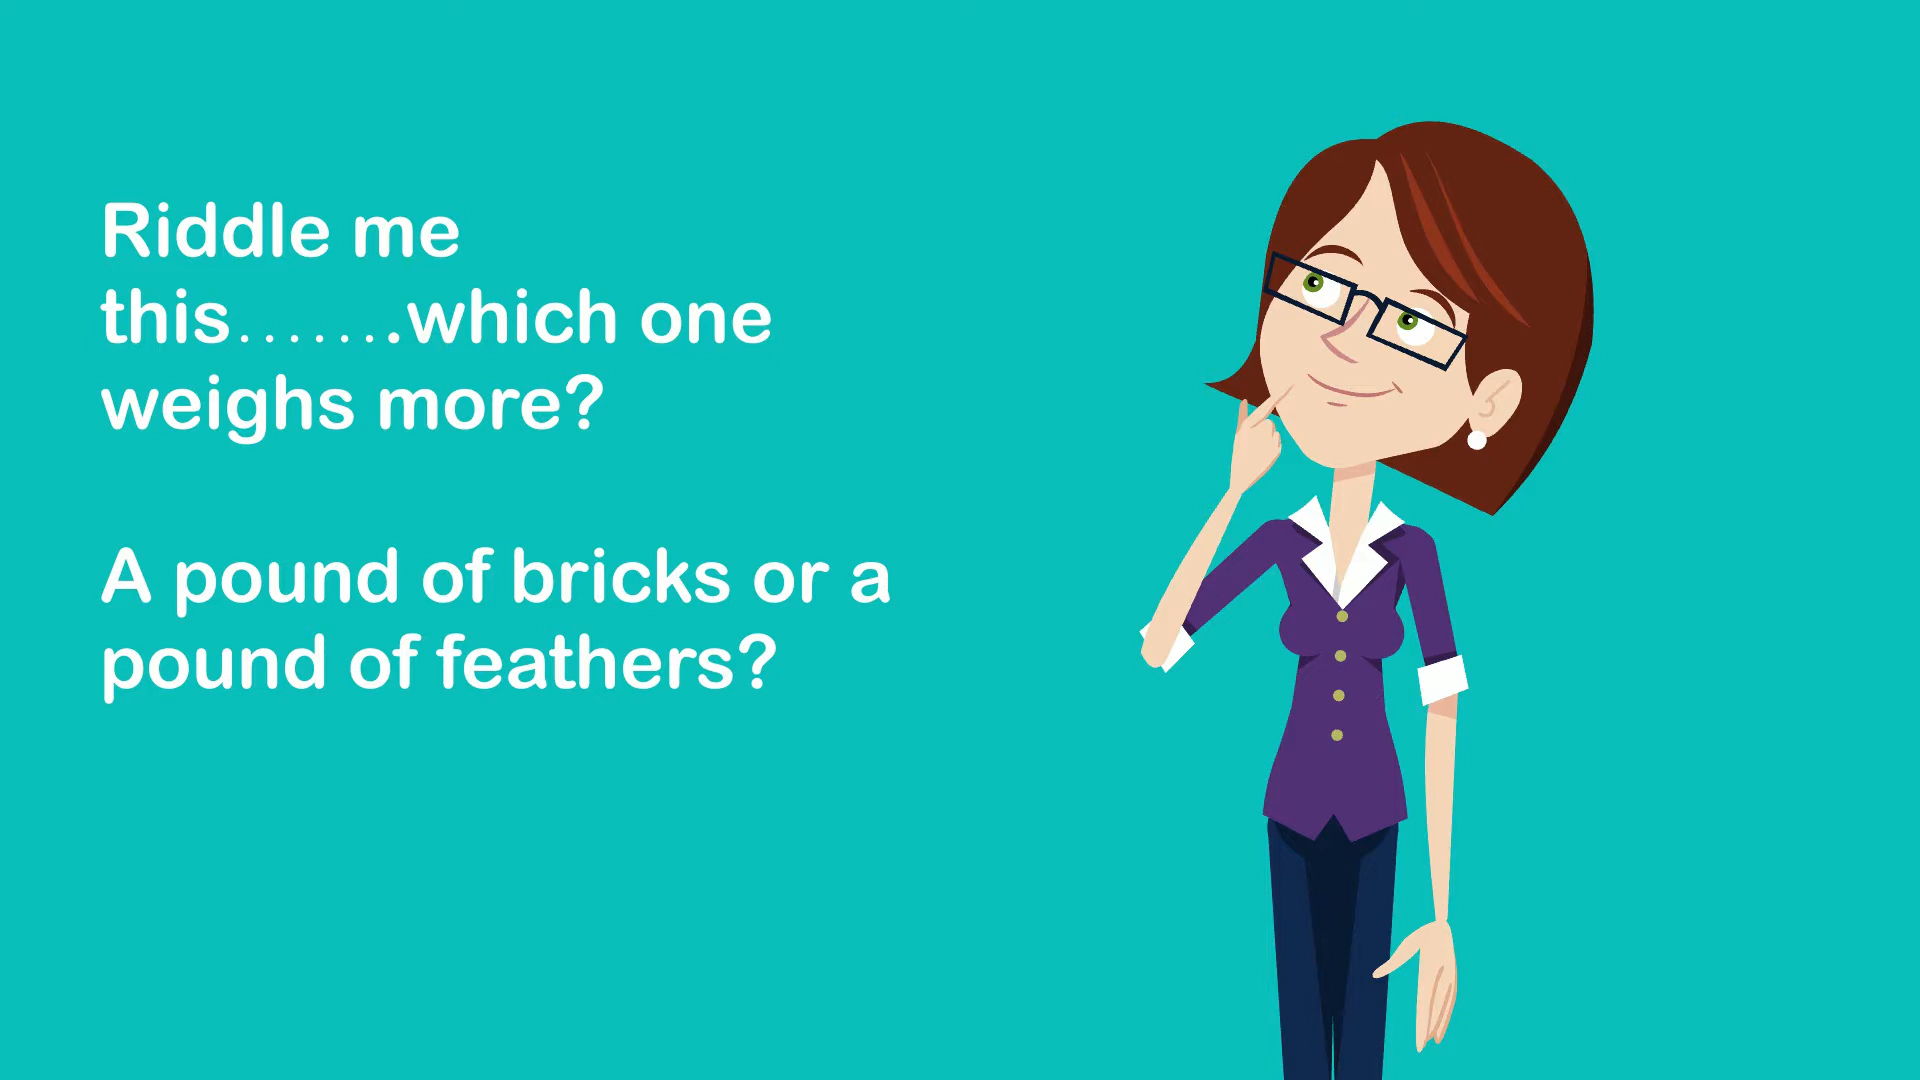 Riddle me
this........which one
weighs more?
A pound of bricks or a
pound of feathers?